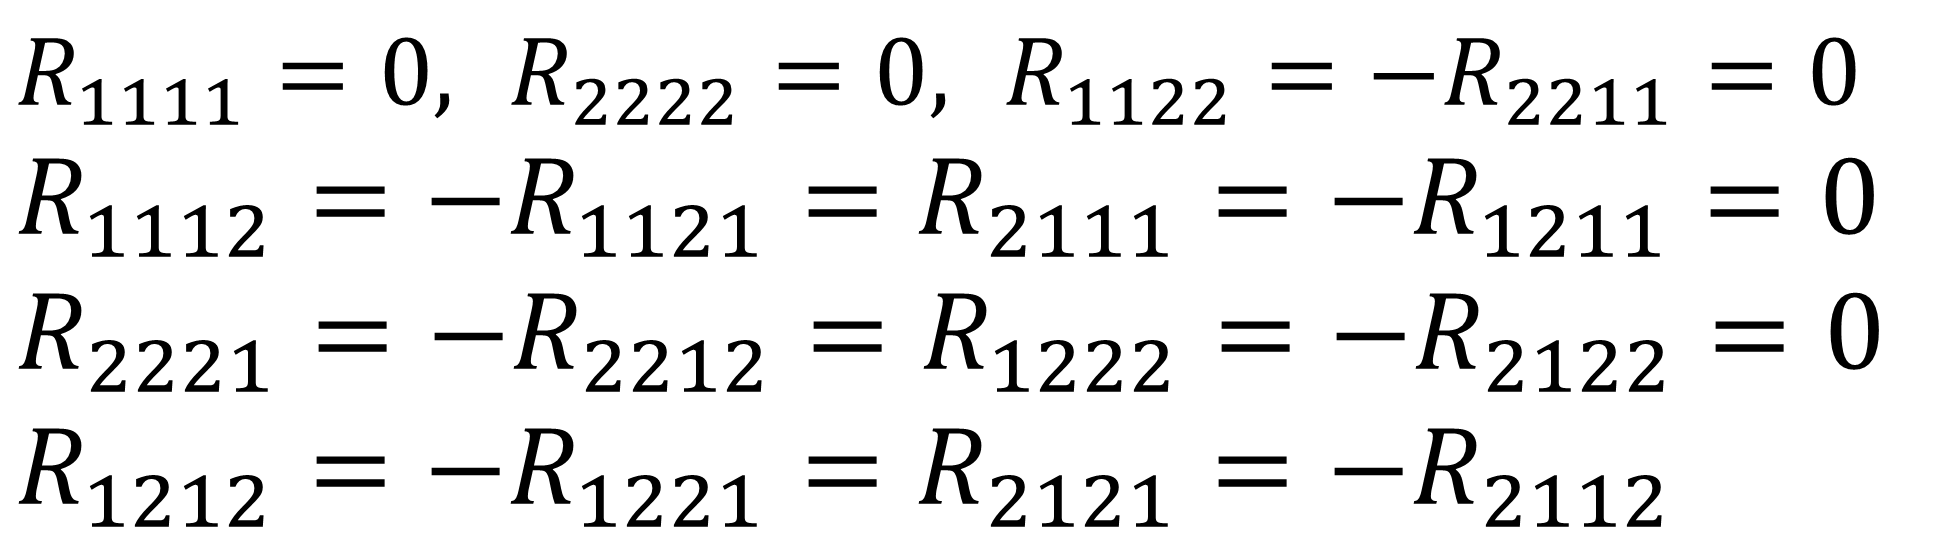 R₁₁₁₁ = 0, R₂₂₂₂ = 0, R₁₁₂₂ = −R₂₂₁₁ = 0
R₁₁₁₂ = −R₁₁₂₁ = R₂₁₁₁ = −R₁₂₁₁ = 0
R₂₂₂₁ = −R₂₂₁₂ = R₁₂₂₂ = −R₂₁₂₂ = 0
R₁₂₁₂ = −R₁₂₂₁ = R₂₁₂₁ = −R₂₁₁₂